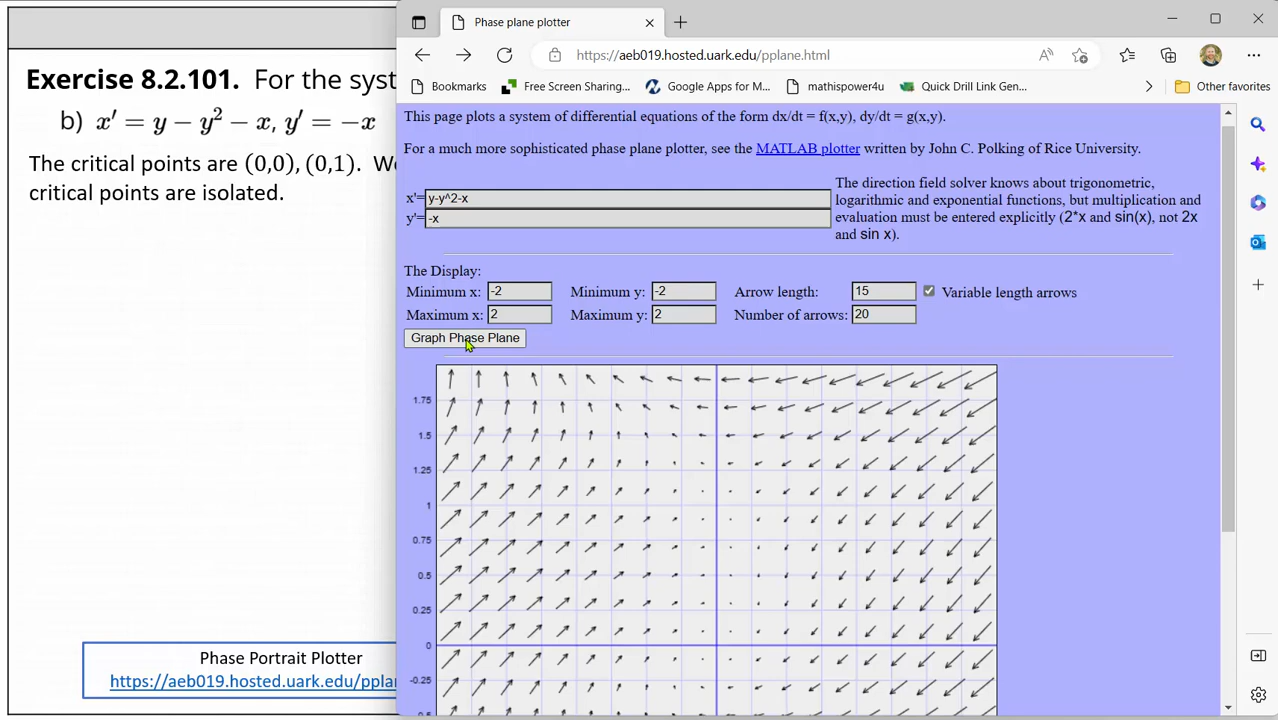 Phase plane plotter
https://aeb019.hosted.uark.edu/pplane.html
Bookmarks
Free Screen Sharing...
Google Apps for M...
mathispower4u
Quick Drill Link Gen...
Other favorites
Exercise 8.2.101. For the syst
b) x′ = y − y² − x, y′ = −x
The critical points are (0,0), (0,1). We
critical points are isolated.
Phase Portrait Plotter
https://aeb019.hosted.uark.edu/pplan
This page plots a system of differential equations of the form dx/dt = f(x,y), dy/dt = g(x,y).
For a much more sophisticated phase plane plotter, see the MATLAB plotter written by John C. Polking of Rice University.
x'= y-y^2-x
y'= -x
The direction field solver knows about trigonometric,
logarithmic and exponential functions, but multiplication and
evaluation must be entered explicitly (2*x and sin(x), not 2x
and sin x).
The Display:
Minimum x: -2 Minimum y: -2 Arrow length: 15 Variable length arrows
Maximum x: 2 Maximum y: 2 Number of arrows: 20
Graph Phase Plane
1.75
1.5
1.25
1
0.75
0.5
0.25
0
-0.25